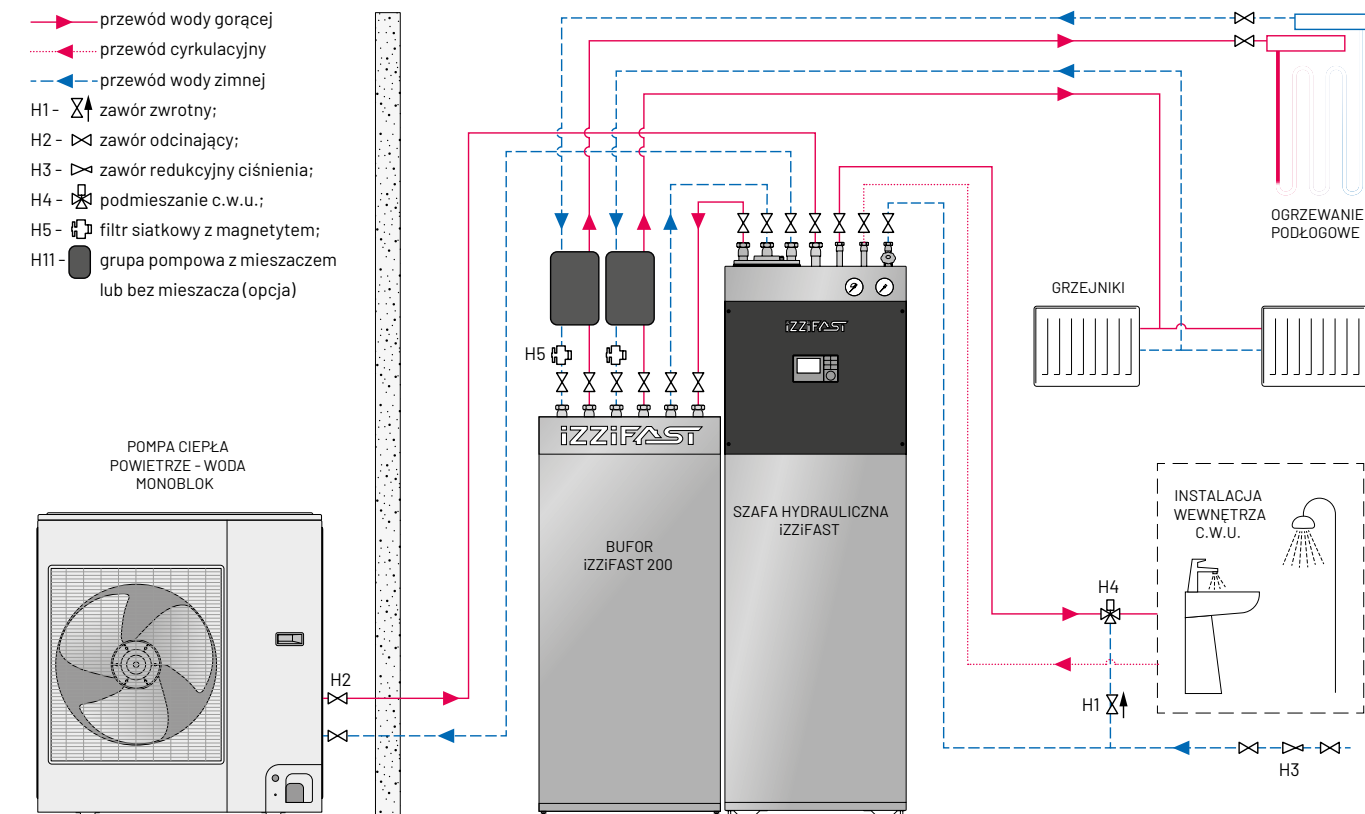 przewód wody gorącej
przewód cyrkulacyjny
przewód wody zimnej
H1 - zawór zwrotny;
H2 - zawór odcinający;
H3 - zawór redukcyjny ciśnienia;
H4 - podmieszanie c.w.u.;
H5 - filtr siatkowy z magnetytem;
H11 - grupa pompowa z mieszaczem
lub bez mieszacza (opcja)
OGRZEWANIE
PODŁOGOWE
GRZEJNIKI
iZZiFAST
H5
iZZiFAST
POMPA CIEPŁA
POWIETRZE - WODA
MONOBLOK
BUFOR
iZZiFAST 200
SZAFA HYDRAULICZNA
iZZiFAST
INSTALACJA
WEWNĘTRZA
C.W.U.
H4
H2
H1
H3